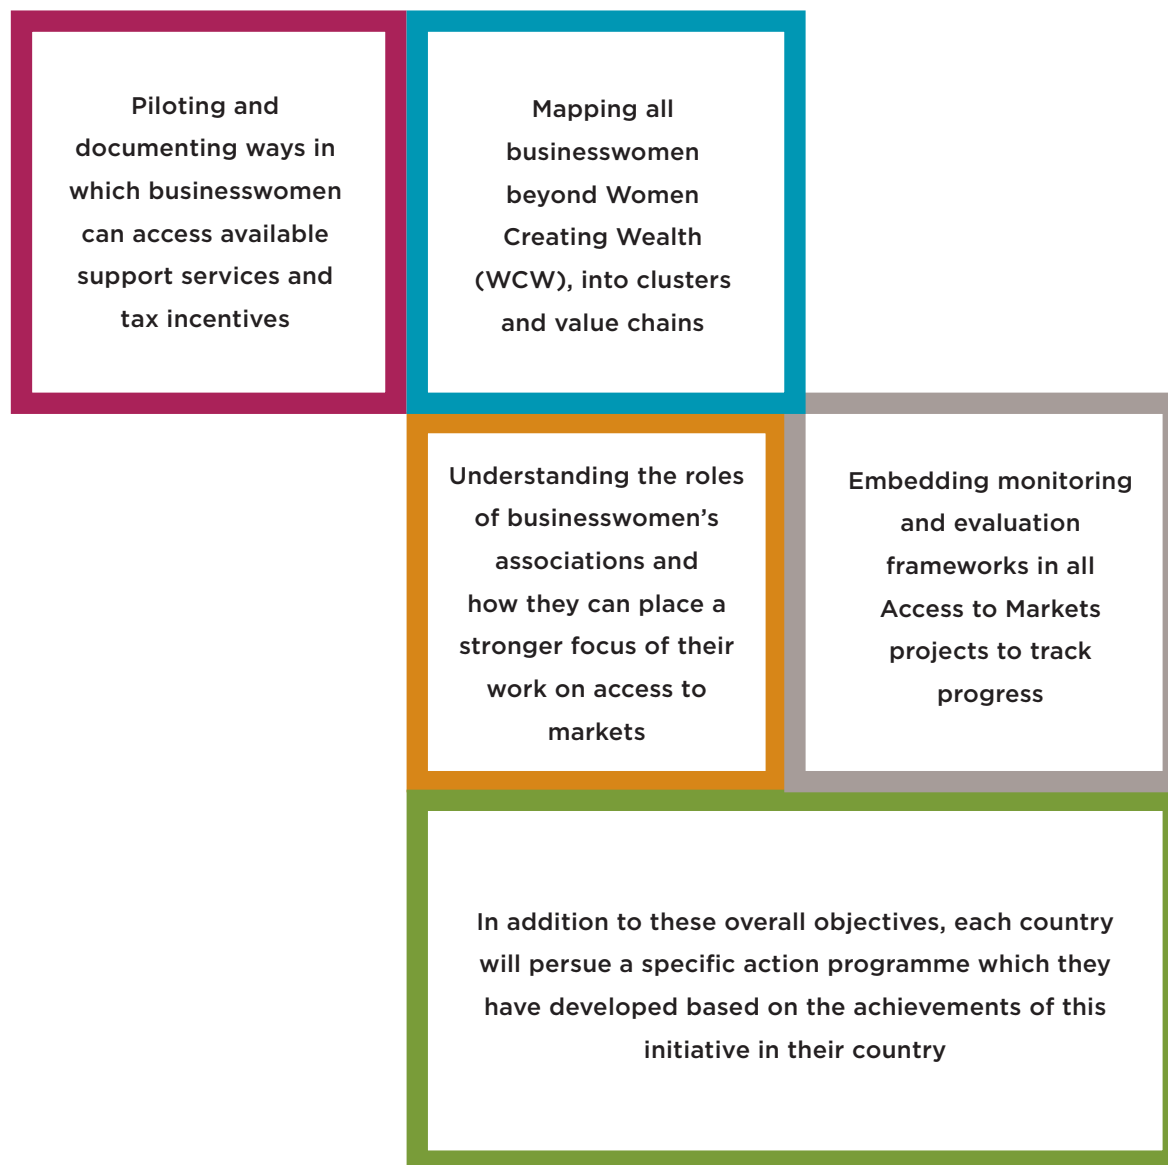 Piloting and
documenting ways in
which businesswomen
can access available
support services and
tax incentives
Mapping all
businesswomen
beyond Women
Creating Wealth
(WCW), into clusters
and value chains
Understanding the roles
of businesswomen’s
associations and
how they can place a
stronger focus of their
work on access to
markets
Embedding monitoring
and evaluation
frameworks in all
Access to Markets
projects to track
progress
In addition to these overall objectives, each country
will persue a specific action programme which they
have developed based on the achievements of this
initiative in their country